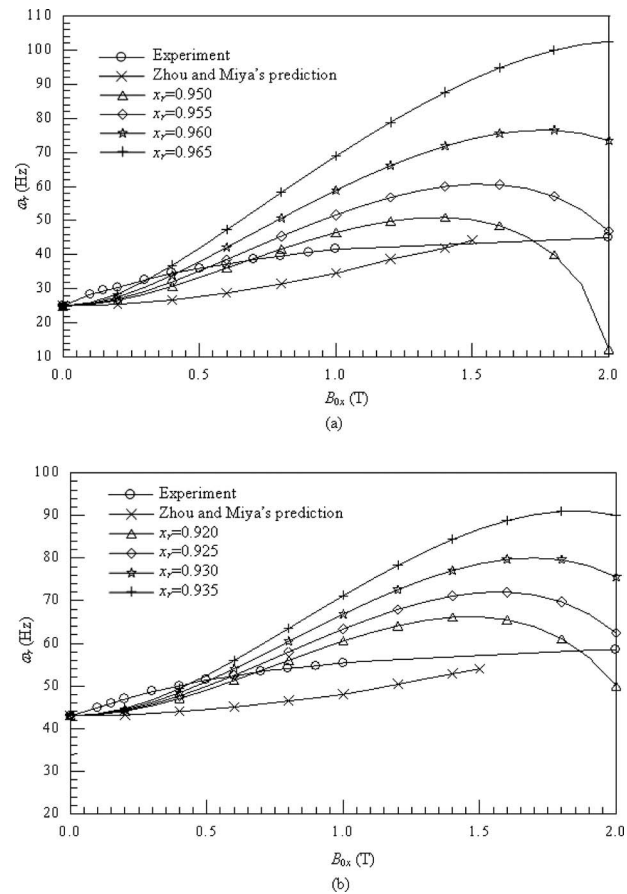 110
100
90
80
70
60
50
40
30
20
10
ϖr (Hz)
Experiment
Zhou and Miya's prediction
xr=0.950
xr=0.955
xr=0.960
xr=0.965
0.0 0.5 1.0 1.5 2.0
B0x (T)
(a)
100
90
80
70
60
50
40
30
20
ϖr (Hz)
Experiment
Zhou and Miya's prediction
xr=0.920
xr=0.925
xr=0.930
xr=0.935
0.0 0.5 1.0 1.5 2.0
B0x (T)
(b)